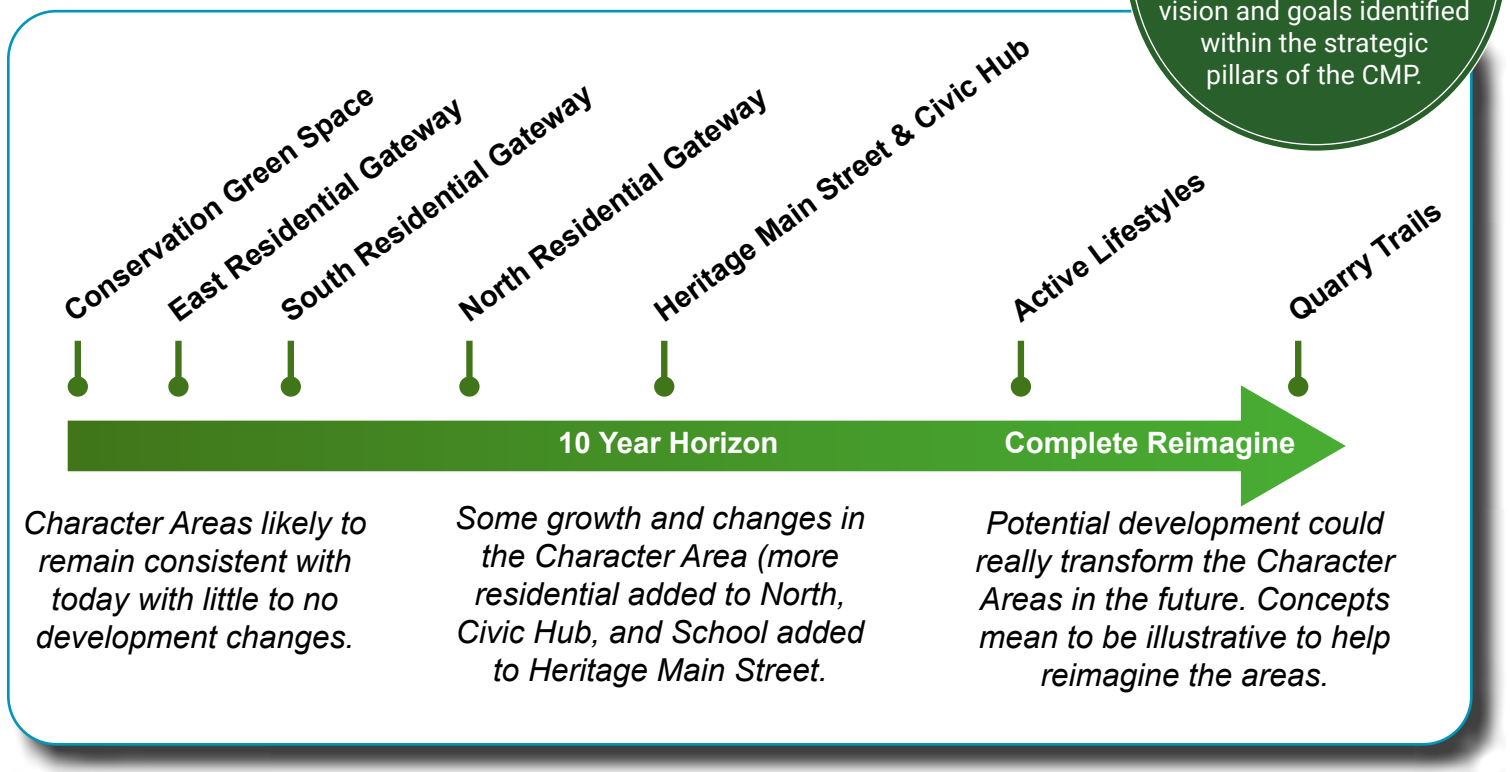 vision and goals identified
within the strategic
pillars of the CMP.
Conservation Green Space
East Residential Gateway
South Residential Gateway
North Residential Gateway
Heritage Main Street & Civic Hub
Active Lifestyles
Quarry Trails
10 Year Horizon
Complete Reimagine
Character Areas likely to
remain consistent with
today with little to no
development changes.
Some growth and changes in
the Character Area (more
residential added to North,
Civic Hub, and School added
to Heritage Main Street.
Potential development could
really transform the Character
Areas in the future. Concepts
mean to be illustrative to help
reimagine the areas.